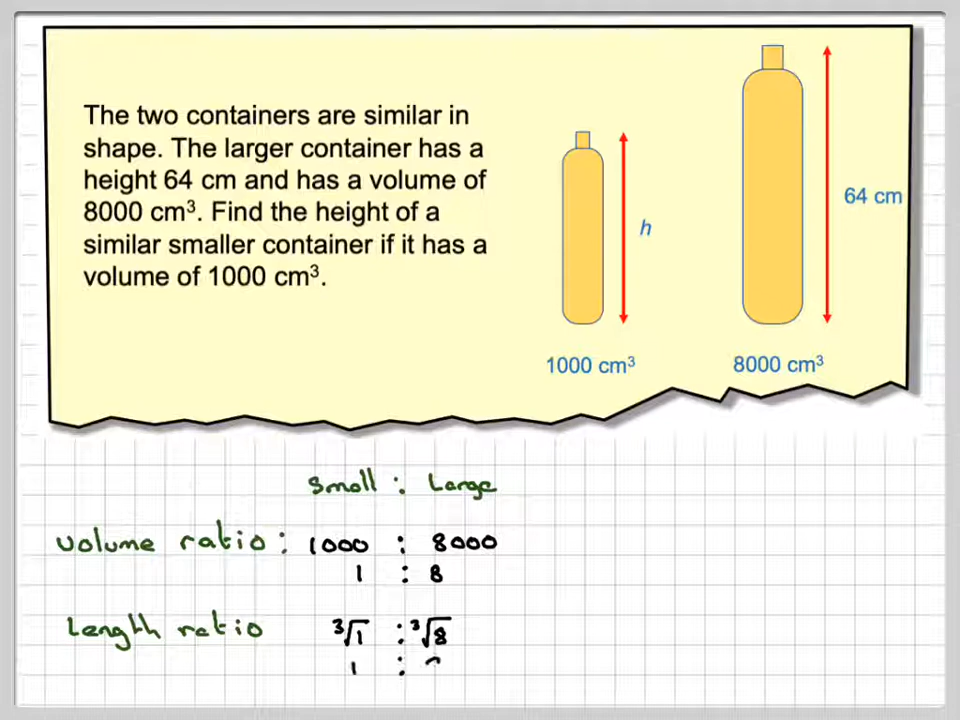 The two containers are similar in
shape. The larger container has a
height 64 cm and has a volume of
8000 cm³. Find the height of a
similar smaller container if it has a
volume of 1000 cm³.
h
64 cm
1000 cm³
8000 cm³
Small : Large
Volume ratio : 1000 : 8000
1 : 8
Length ratio ³√1 : ³√8
1 :